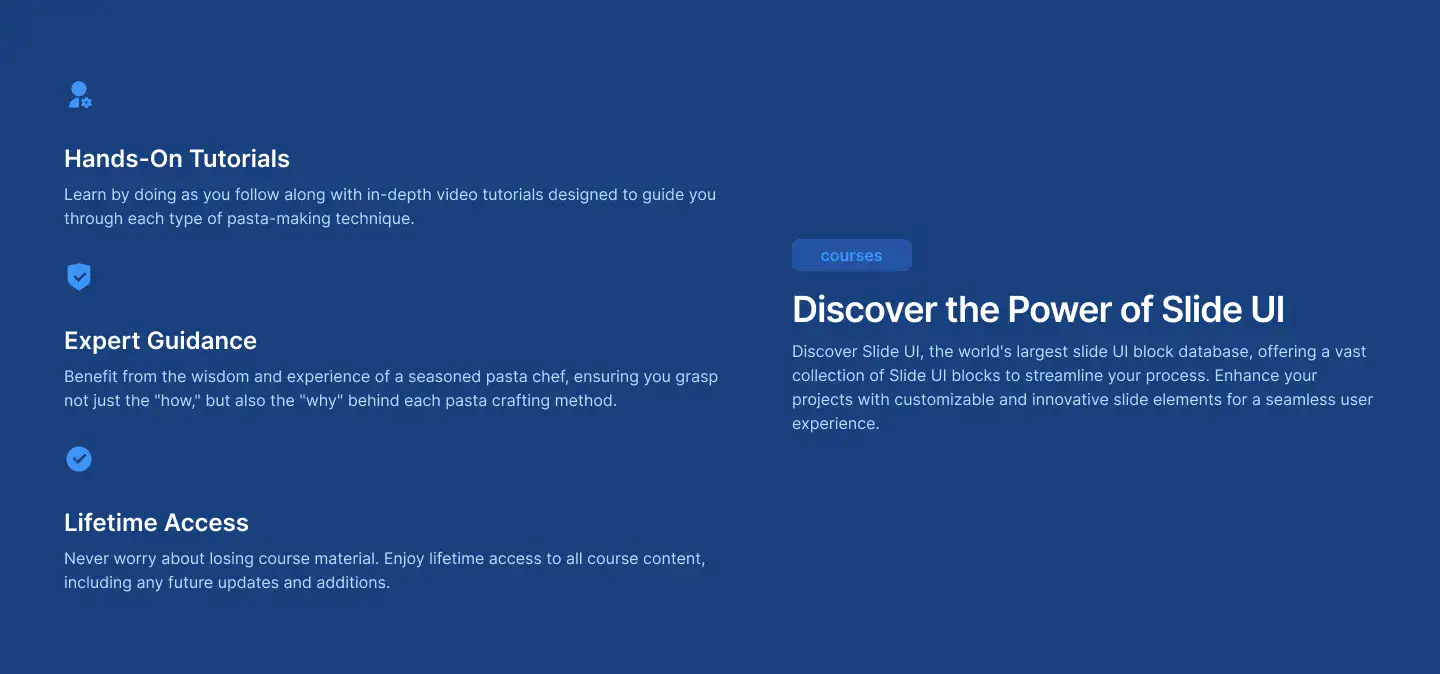 Hands-On Tutorials
Learn by doing as you follow along with in-depth video tutorials designed to guide you
through each type of pasta-making technique.
Expert Guidance
Benefit from the wisdom and experience of a seasoned pasta chef, ensuring you grasp
not just the "how," but also the "why" behind each pasta crafting method.
Lifetime Access
Never worry about losing course material. Enjoy lifetime access to all course content,
including any future updates and additions.
courses
Discover the Power of Slide UI
Discover Slide UI, the world's largest slide UI block database, offering a vast
collection of Slide UI blocks to streamline your process. Enhance your
projects with customizable and innovative slide elements for a seamless user
experience.